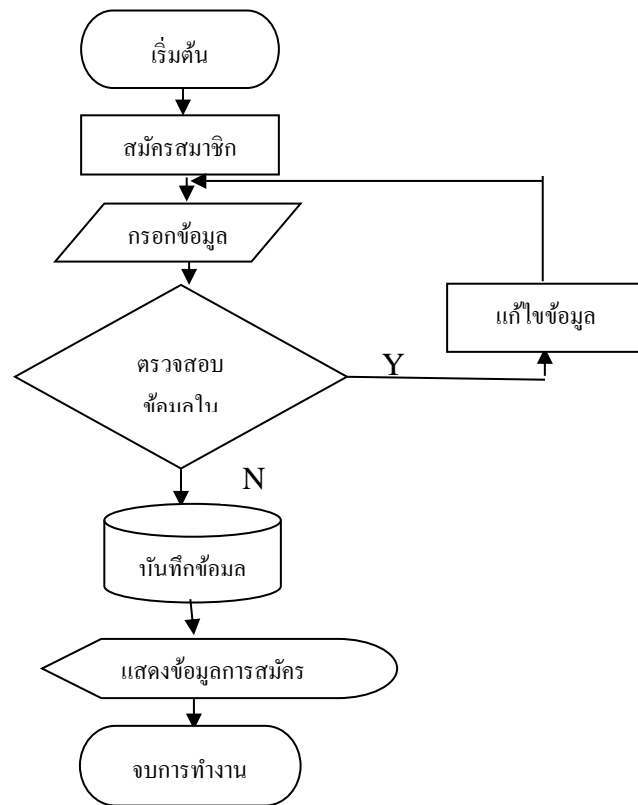 เริ่มต้น
สมัครสมาชิก
กรอกข้อมูล
แก้ไขข้อมูล
ตรวจสอบ
ข้อมูลใน
Y
N
บันทึกข้อมูล
แสดงข้อมูลการสมัคร
จบการทำงาน